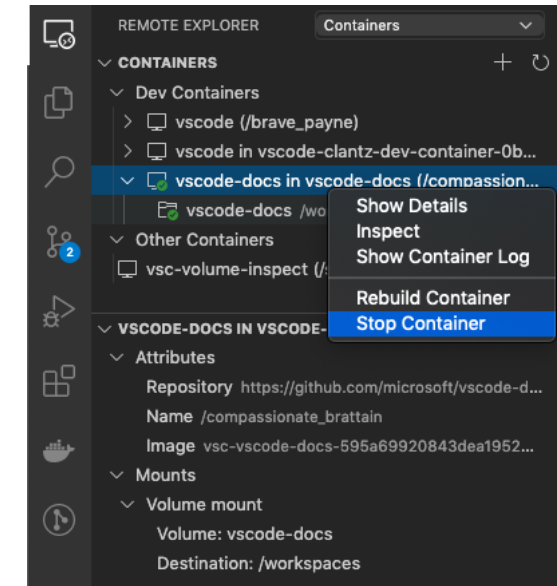 REMOTE EXPLORER
Containers
CONTAINERS
Dev Containers
vscode (/brave_payne)
vscode in vscode-clantz-dev-container-0b...
vscode-docs in vscode-docs (/compassion...
vscode-docs /wo
Show Details
Inspect
Show Container Log
Rebuild Container
Stop Container
Other Containers
vsc-volume-inspect (/
2
VSCODE-DOCS IN VSCODE-
Attributes
Repository https://github.com/microsoft/vscode-d...
Name /compassionate_brattain
Image vsc-vscode-docs-595a69920843dea1952...
Mounts
Volume mount
Volume: vscode-docs
Destination: /workspaces